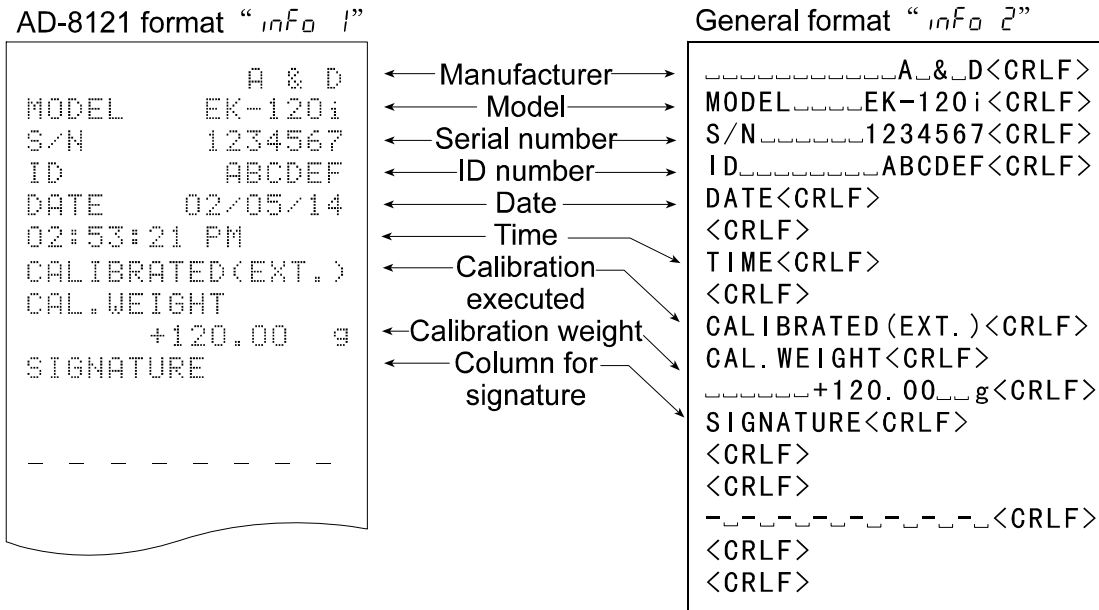 AD-8121 format “info 1”
A & D
MODEL EK-120i
S/N 1234567
ID ABCDEF
DATE 02/05/14
02:53:21 PM
CALIBRATED(EXT.)
CAL.WEIGHT
+120.00 g
SIGNATURE
_ _ _ _ _ _ _ _
Manufacturer
Model
Serial number
ID number
Date
Time
Calibration
executed
Calibration weight
Column for
signature
General format “info 2”
␣␣␣␣␣␣␣␣␣␣␣A␣&␣D<CRLF>
MODEL␣␣␣␣EK-120i<CRLF>
S/N␣␣␣␣␣␣1234567<CRLF>
ID␣␣␣␣␣␣␣␣ABCDEF<CRLF>
DATE<CRLF>
<CRLF>
TIME<CRLF>
<CRLF>
CALIBRATED(EXT.)<CRLF>
CAL.WEIGHT<CRLF>
␣␣␣␣␣␣+120.00␣␣g<CRLF>
SIGNATURE<CRLF>
<CRLF>
<CRLF>
-␣-␣-␣-␣-␣-␣-␣-␣<CRLF>
<CRLF>
<CRLF>